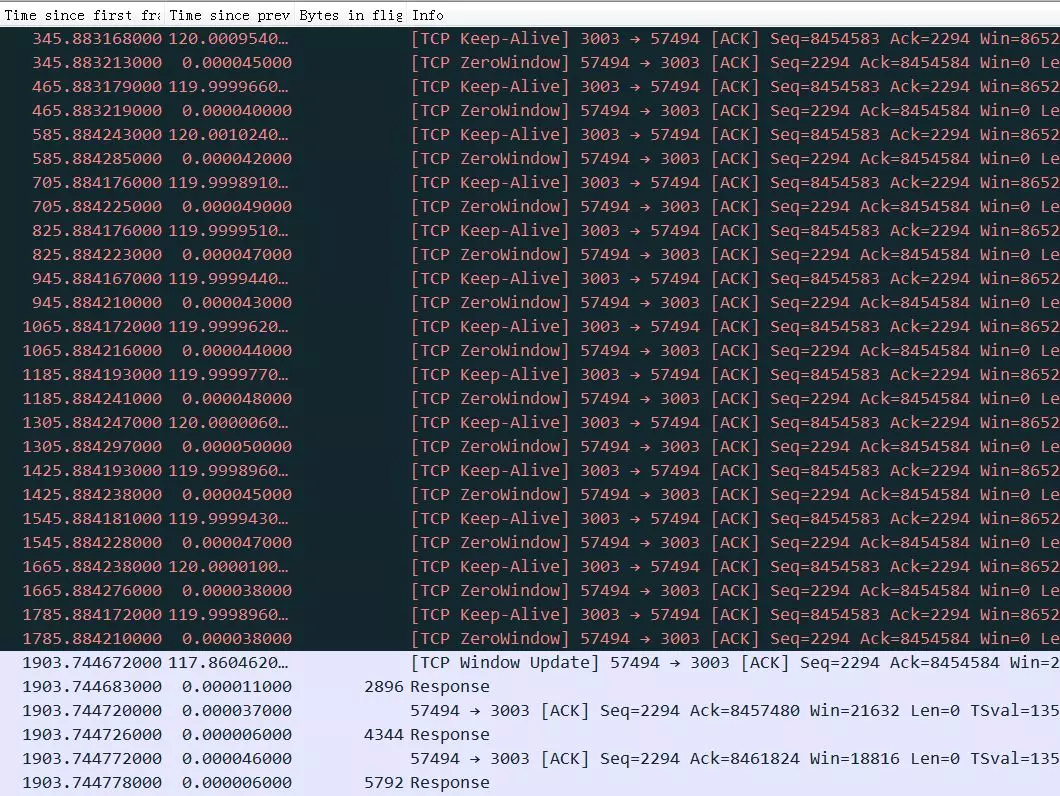 Time since first fra Time since prev Bytes in flig Info
345.883168000 120.0009540… [TCP Keep-Alive] 3003 → 57494 [ACK] Seq=8454583 Ack=2294 Win=8652
345.883213000 0.000045000 [TCP ZeroWindow] 57494 → 3003 [ACK] Seq=2294 Ack=8454584 Win=0 Le
465.883179000 119.9999660… [TCP Keep-Alive] 3003 → 57494 [ACK] Seq=8454583 Ack=2294 Win=8652
465.883219000 0.000040000 [TCP ZeroWindow] 57494 → 3003 [ACK] Seq=2294 Ack=8454584 Win=0 Le
585.884243000 120.0010240… [TCP Keep-Alive] 3003 → 57494 [ACK] Seq=8454583 Ack=2294 Win=8652
585.884285000 0.000042000 [TCP ZeroWindow] 57494 → 3003 [ACK] Seq=2294 Ack=8454584 Win=0 Le
705.884176000 119.9998910… [TCP Keep-Alive] 3003 → 57494 [ACK] Seq=8454583 Ack=2294 Win=8652
705.884225000 0.000049000 [TCP ZeroWindow] 57494 → 3003 [ACK] Seq=2294 Ack=8454584 Win=0 Le
825.884176000 119.9999510… [TCP Keep-Alive] 3003 → 57494 [ACK] Seq=8454583 Ack=2294 Win=8652
825.884223000 0.000047000 [TCP ZeroWindow] 57494 → 3003 [ACK] Seq=2294 Ack=8454584 Win=0 Le
945.884167000 119.9999440… [TCP Keep-Alive] 3003 → 57494 [ACK] Seq=8454583 Ack=2294 Win=8652
945.884210000 0.000043000 [TCP ZeroWindow] 57494 → 3003 [ACK] Seq=2294 Ack=8454584 Win=0 Le
1065.884172000 119.9999620… [TCP Keep-Alive] 3003 → 57494 [ACK] Seq=8454583 Ack=2294 Win=8652
1065.884216000 0.000044000 [TCP ZeroWindow] 57494 → 3003 [ACK] Seq=2294 Ack=8454584 Win=0 Le
1185.884193000 119.9999770… [TCP Keep-Alive] 3003 → 57494 [ACK] Seq=8454583 Ack=2294 Win=8652
1185.884241000 0.000048000 [TCP ZeroWindow] 57494 → 3003 [ACK] Seq=2294 Ack=8454584 Win=0 Le
1305.884247000 120.0000060… [TCP Keep-Alive] 3003 → 57494 [ACK] Seq=8454583 Ack=2294 Win=8652
1305.884297000 0.000050000 [TCP ZeroWindow] 57494 → 3003 [ACK] Seq=2294 Ack=8454584 Win=0 Le
1425.884193000 119.9998960… [TCP Keep-Alive] 3003 → 57494 [ACK] Seq=8454583 Ack=2294 Win=8652
1425.884238000 0.000045000 [TCP ZeroWindow] 57494 → 3003 [ACK] Seq=2294 Ack=8454584 Win=0 Le
1545.884181000 119.9999430… [TCP Keep-Alive] 3003 → 57494 [ACK] Seq=8454583 Ack=2294 Win=8652
1545.884228000 0.000047000 [TCP ZeroWindow] 57494 → 3003 [ACK] Seq=2294 Ack=8454584 Win=0 Le
1665.884238000 120.0000100… [TCP Keep-Alive] 3003 → 57494 [ACK] Seq=8454583 Ack=2294 Win=8652
1665.884276000 0.000038000 [TCP ZeroWindow] 57494 → 3003 [ACK] Seq=2294 Ack=8454584 Win=0 Le
1785.884172000 119.9998960… [TCP Keep-Alive] 3003 → 57494 [ACK] Seq=8454583 Ack=2294 Win=8652
1785.884210000 0.000038000 [TCP ZeroWindow] 57494 → 3003 [ACK] Seq=2294 Ack=8454584 Win=0 Le
1903.744672000 117.8604620… [TCP Window Update] 57494 → 3003 [ACK] Seq=2294 Ack=8454584 Win=2
1903.744683000 0.000011000 2896 Response
1903.744720000 0.000037000 57494 → 3003 [ACK] Seq=2294 Ack=8457480 Win=21632 Len=0 TSval=135
1903.744726000 0.000006000 4344 Response
1903.744772000 0.000046000 57494 → 3003 [ACK] Seq=2294 Ack=8461824 Win=18816 Len=0 TSval=135
1903.744778000 0.000006000 5792 Response